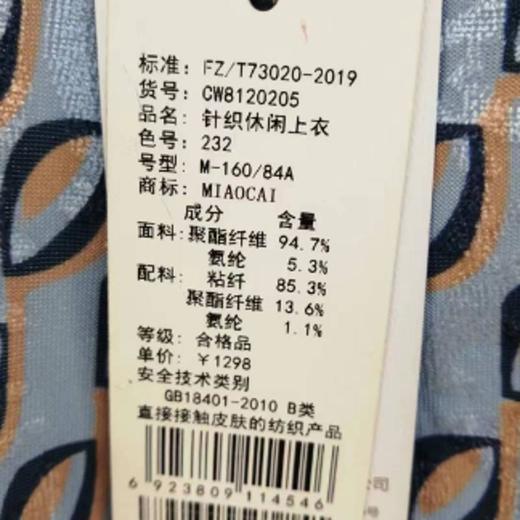 标准: FZ/T73020-2019
货号: CW8120205
品名: 针织休闲上衣
色号: 232
号型: M-160/84A
商标: MIAOCAI
成分 含量
面料: 聚酯纤维 94.7%
氨纶 5.3%
配料: 粘纤 85.3%
聚酯纤维 13.6%
氨纶 1.1%
等级: 合格品
单价: ¥1298
安全技术类别
GB18401-2010 B类
直接接触皮肤的纺织产品
6 923809 114546
公司
号